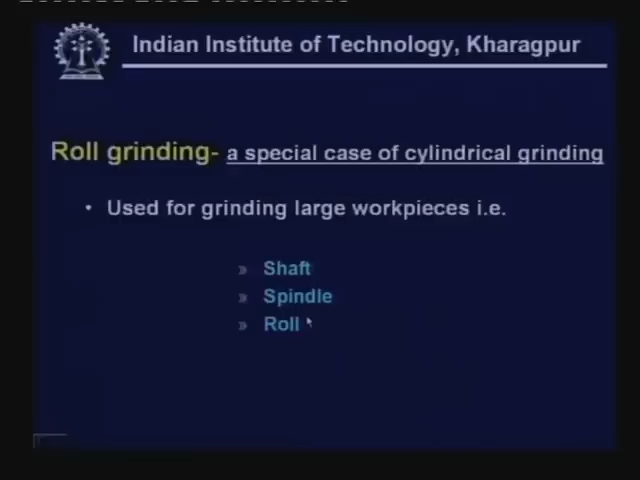 Indian Institute of Technology, Kharagpur
Roll grinding- a special case of cylindrical grinding
• Used for grinding large workpieces i.e.
» Shaft
» Spindle
» Roll